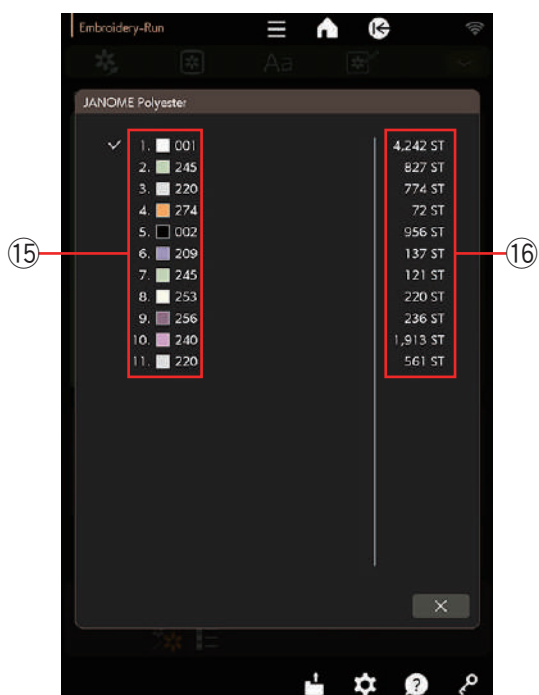 Embroidery-Run
Aa
JANOME Polyester
1. 001 4,242 ST
2. 245 827 ST
3. 220 774 ST
4. 274 72 ST
5. 002 956 ST
6. 209 137 ST
7. 245 121 ST
8. 253 220 ST
9. 256 236 ST
10. 240 1,913 ST
11. 220 561 ST
⑮ ⑯
?